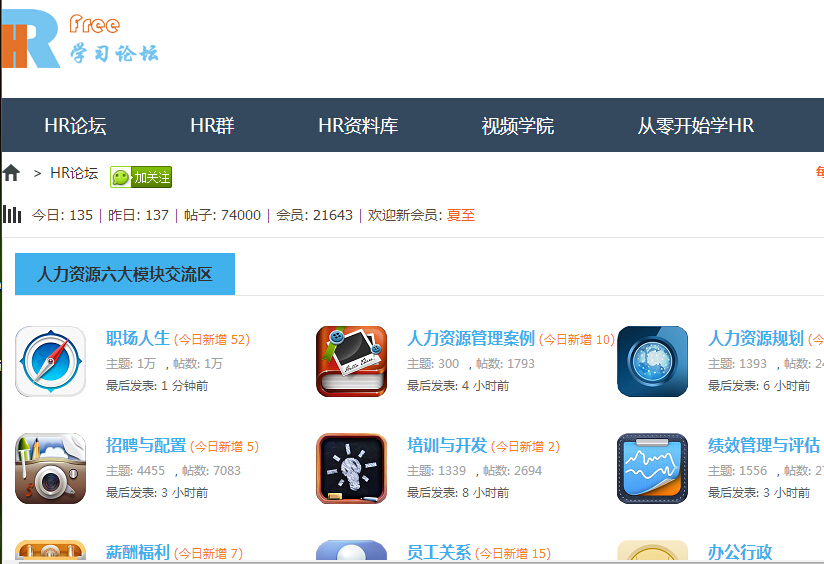 HR
free
学习论坛
HR论坛 HR群 HR资料库 视频学院 从零开始学HR
> HR论坛 加关注
今日: 135 | 昨日: 137 | 帖子: 74000 | 会员: 21643 | 欢迎新会员: 夏至
人力资源六大模块交流区
职场人生 (今日新增 52) 人力资源管理案例 (今日新增 10) 人力资源规划
主题: 1万 , 帖数: 1万 主题: 300 , 帖数: 1793 主题: 1393 , 帖数:
最后发表: 1 分钟前 最后发表: 4 小时前 最后发表: 6 小时前
招聘与配置 (今日新增 5) 培训与开发 (今日新增 2) 绩效管理与评估
主题: 4455 , 帖数: 7083 主题: 1339 , 帖数: 2694 主题: 1556 , 帖数:
最后发表: 3 小时前 最后发表: 8 小时前 最后发表: 3 小时前
薪酬福利 (今日新增 7) 员工关系 (今日新增 15) 办公行政